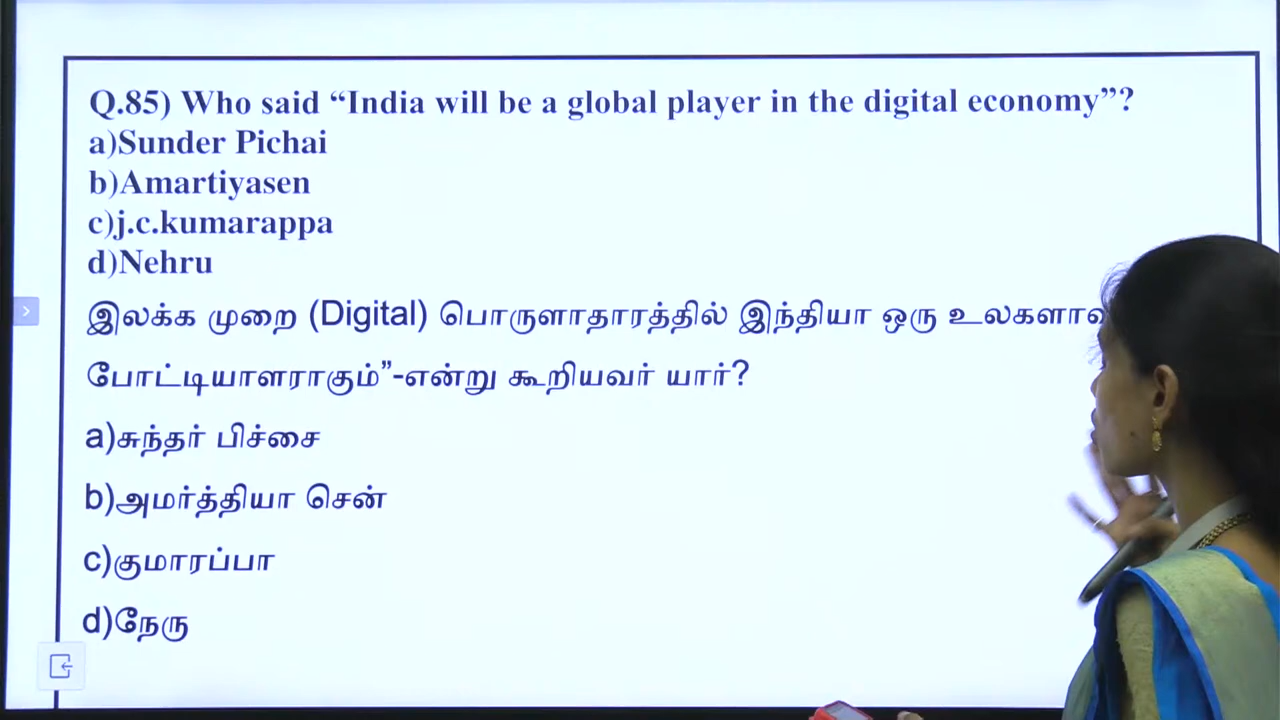 Q.85) Who said “India will be a global player in the digital economy”?
a)Sunder Pichai
b)Amartiyasen
c)j.c.kumarappa
d)Nehru
இலக்க முறை (Digital) பொருளாதாரத்தில் இந்தியா ஒரு
போட்டியாளராகும்”-என்று கூறியவர் யார்?
a)சுந்தர் பிச்சை
b)அமர்த்தியா சென்
c)குமாரப்பா
d)நேரு